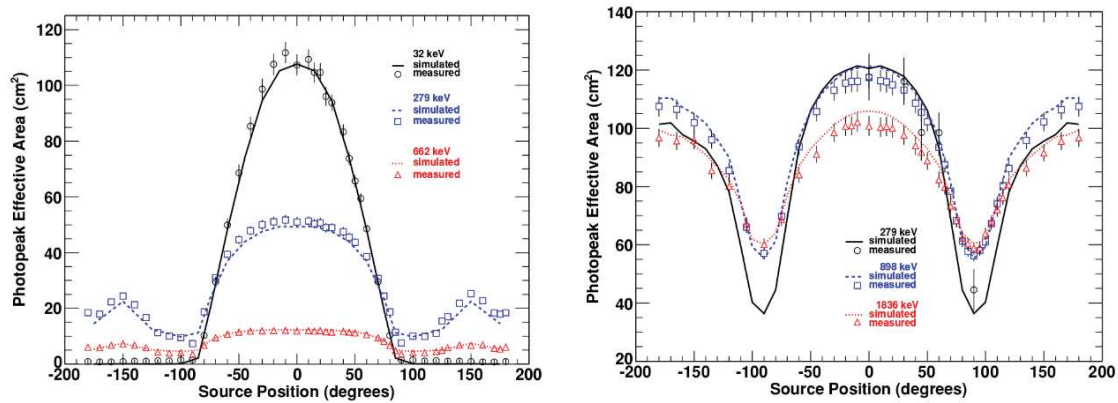 Photopeak Effective Area (cm²)
120
100
80
60
40
20
0
32 keV
simulated
measured
279 keV
simulated
measured
662 keV
simulated
measured
-200 -150 -100 -50 0 50 100 150 200
Source Position (degrees)
Photopeak Effective Area (cm²)
140
120
100
80
60
40
20
279 keV
simulated
measured
898 keV
simulated
measured
1836 keV
simulated
measured
-200 -150 -100 -50 0 50 100 150 200
Source Position (degrees)